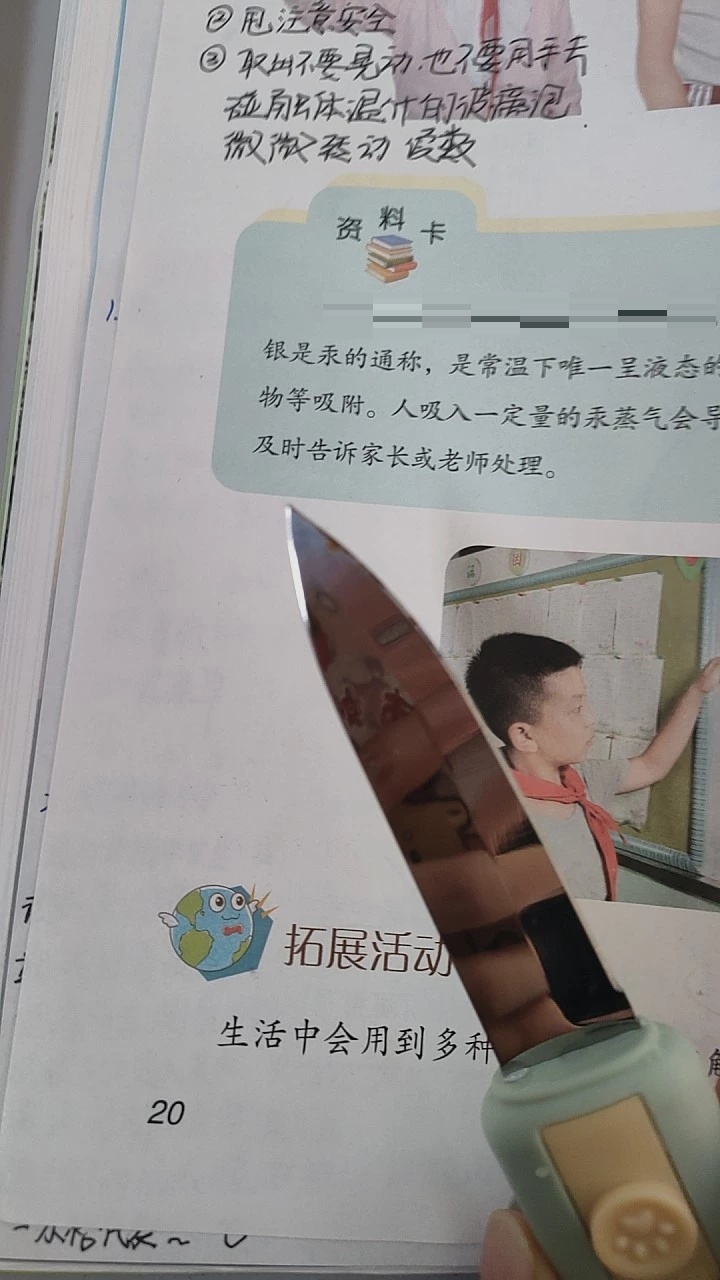 ②甩注意安全
③取出不要晃动.也不要用手去
碰触体温计的玻璃泡
微微转动 读数
资料卡
银是汞的通称，是常温下唯一呈液态的
物等吸附。人吸入一定量的汞蒸气会导
及时告诉家长或老师处理。
拓展活动
生活中会用到多种
20